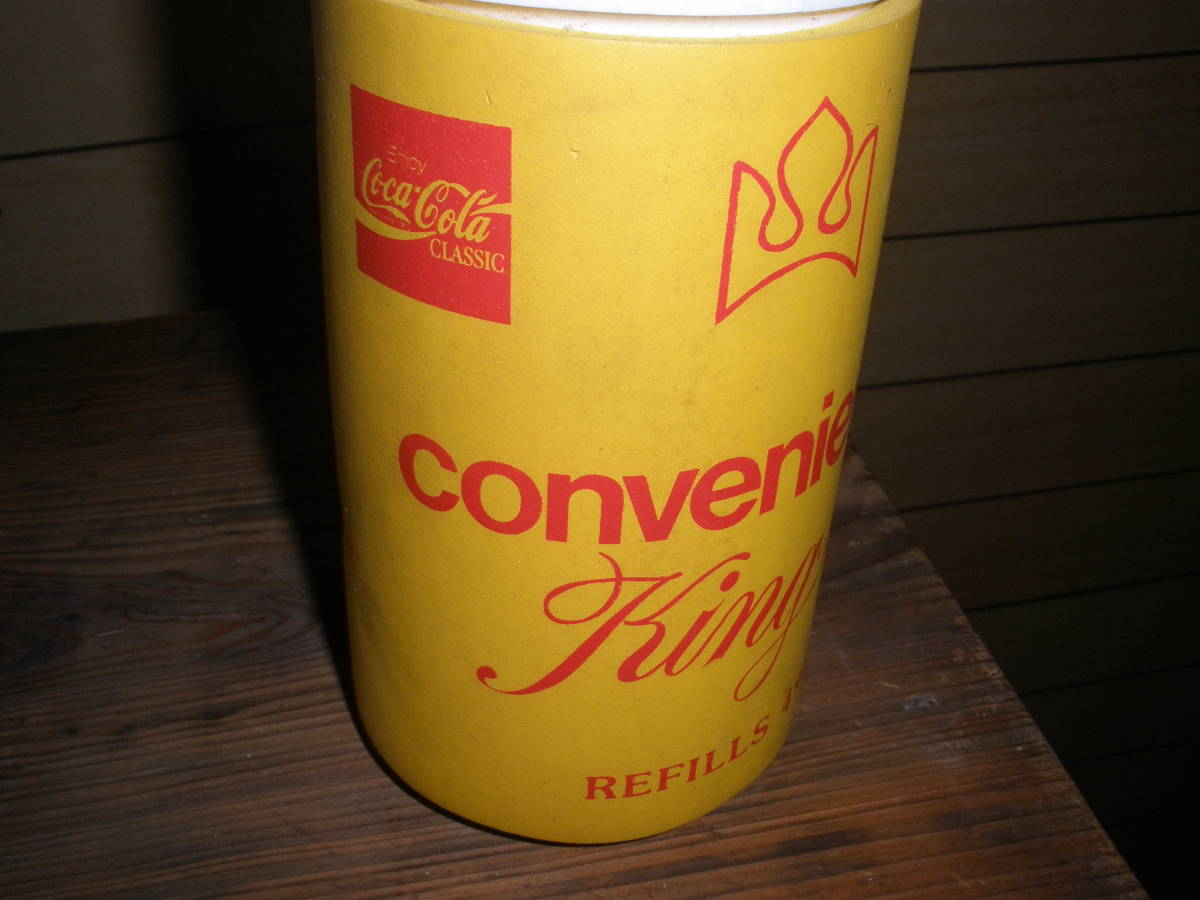 Enjoy
Coca-Cola
CLASSIC
convenie
King
REFILLS